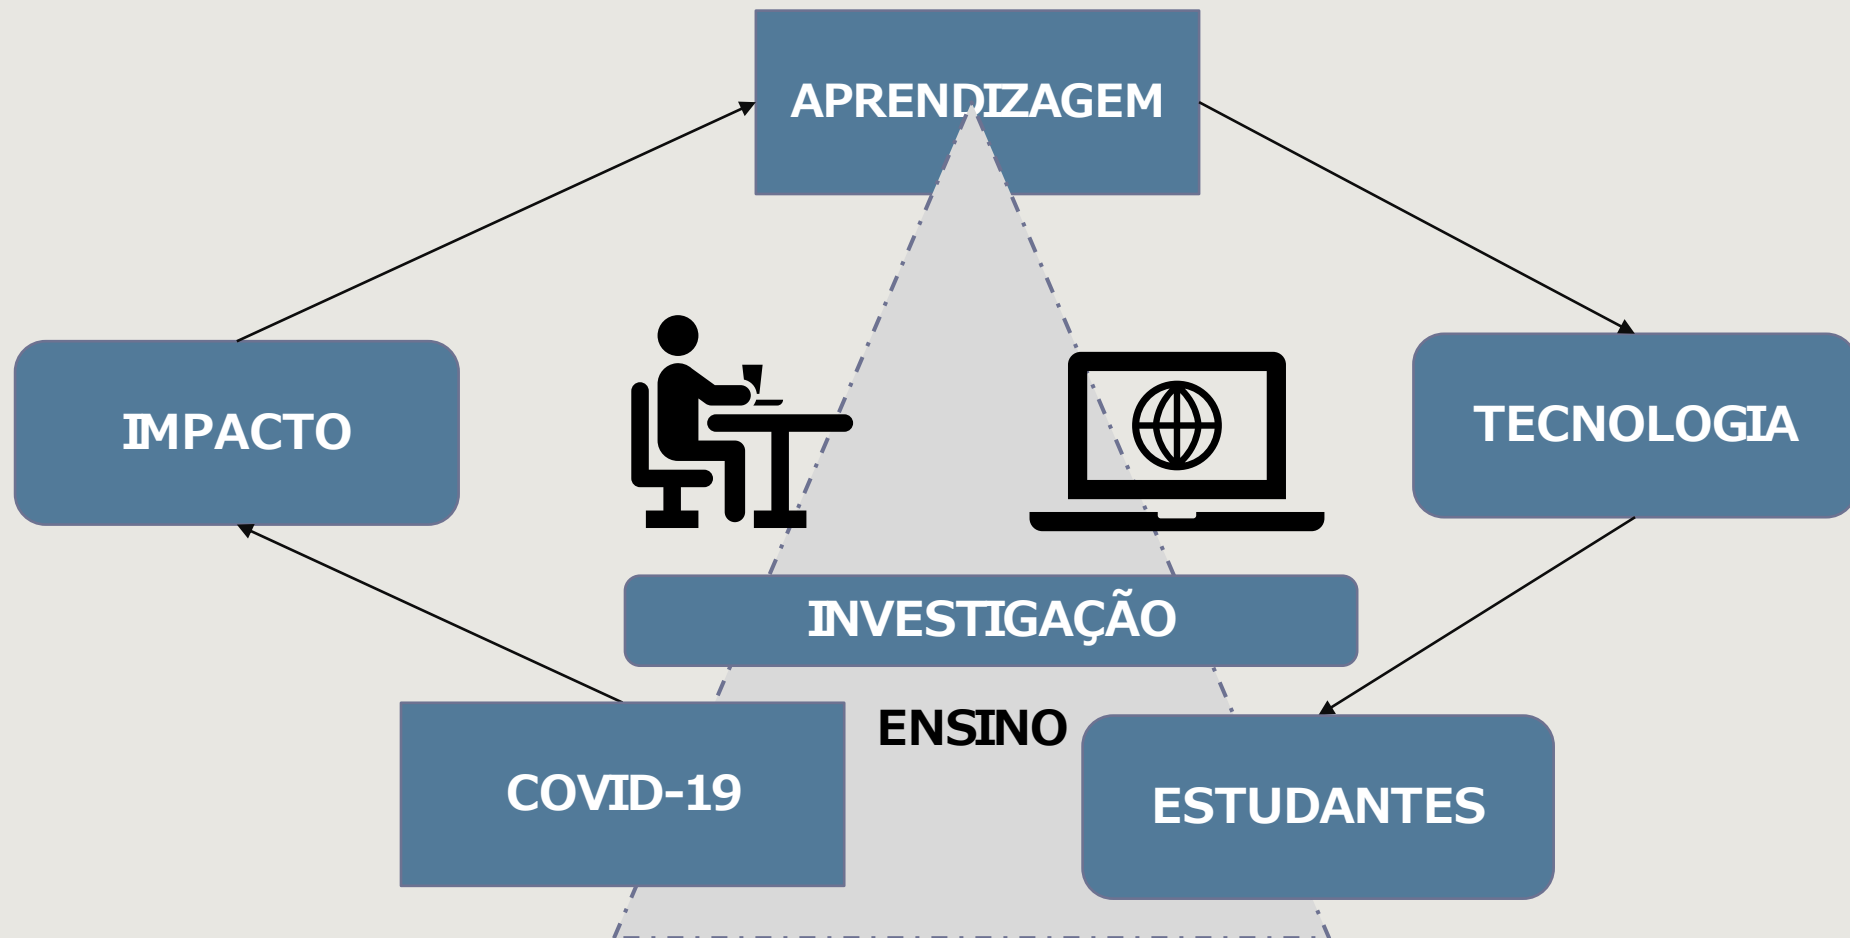 APRENDIZAGEM
IMPACTO
TECNOLOGIA
INVESTIGAÇÃO
ENSINO
COVID-19
ESTUDANTES